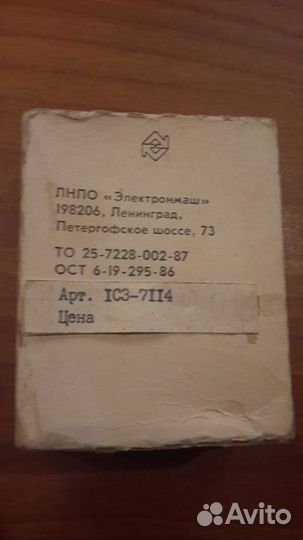 ЛНПО «Электронмаш»
198206, Ленинград,
Петергофское шоссе, 73
ТО 25-7228-002-87
ОСТ 6-19-295-86
Арт. IСЗ-7II4
Цена
Avito